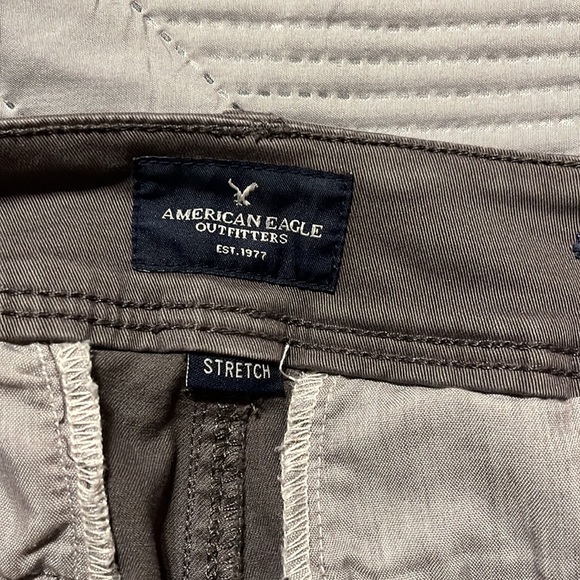 AMERICAN EAGLE
OUTFITTERS
EST. 1977
STRETCH